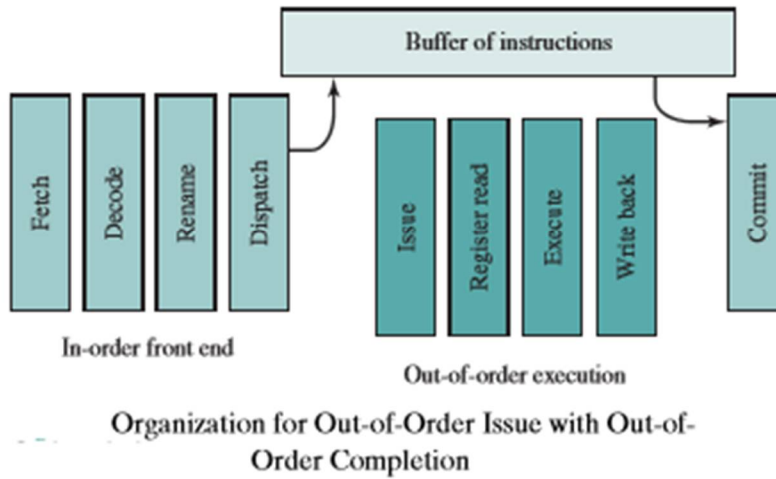 Buffer of instructions
Fetch
Decode
Rename
Dispatch
Issue
Register read
Execute
Write back
Commit
In-order front end
Out-of-order execution
Organization for Out-of-Order Issue with Out-of-
Order Completion